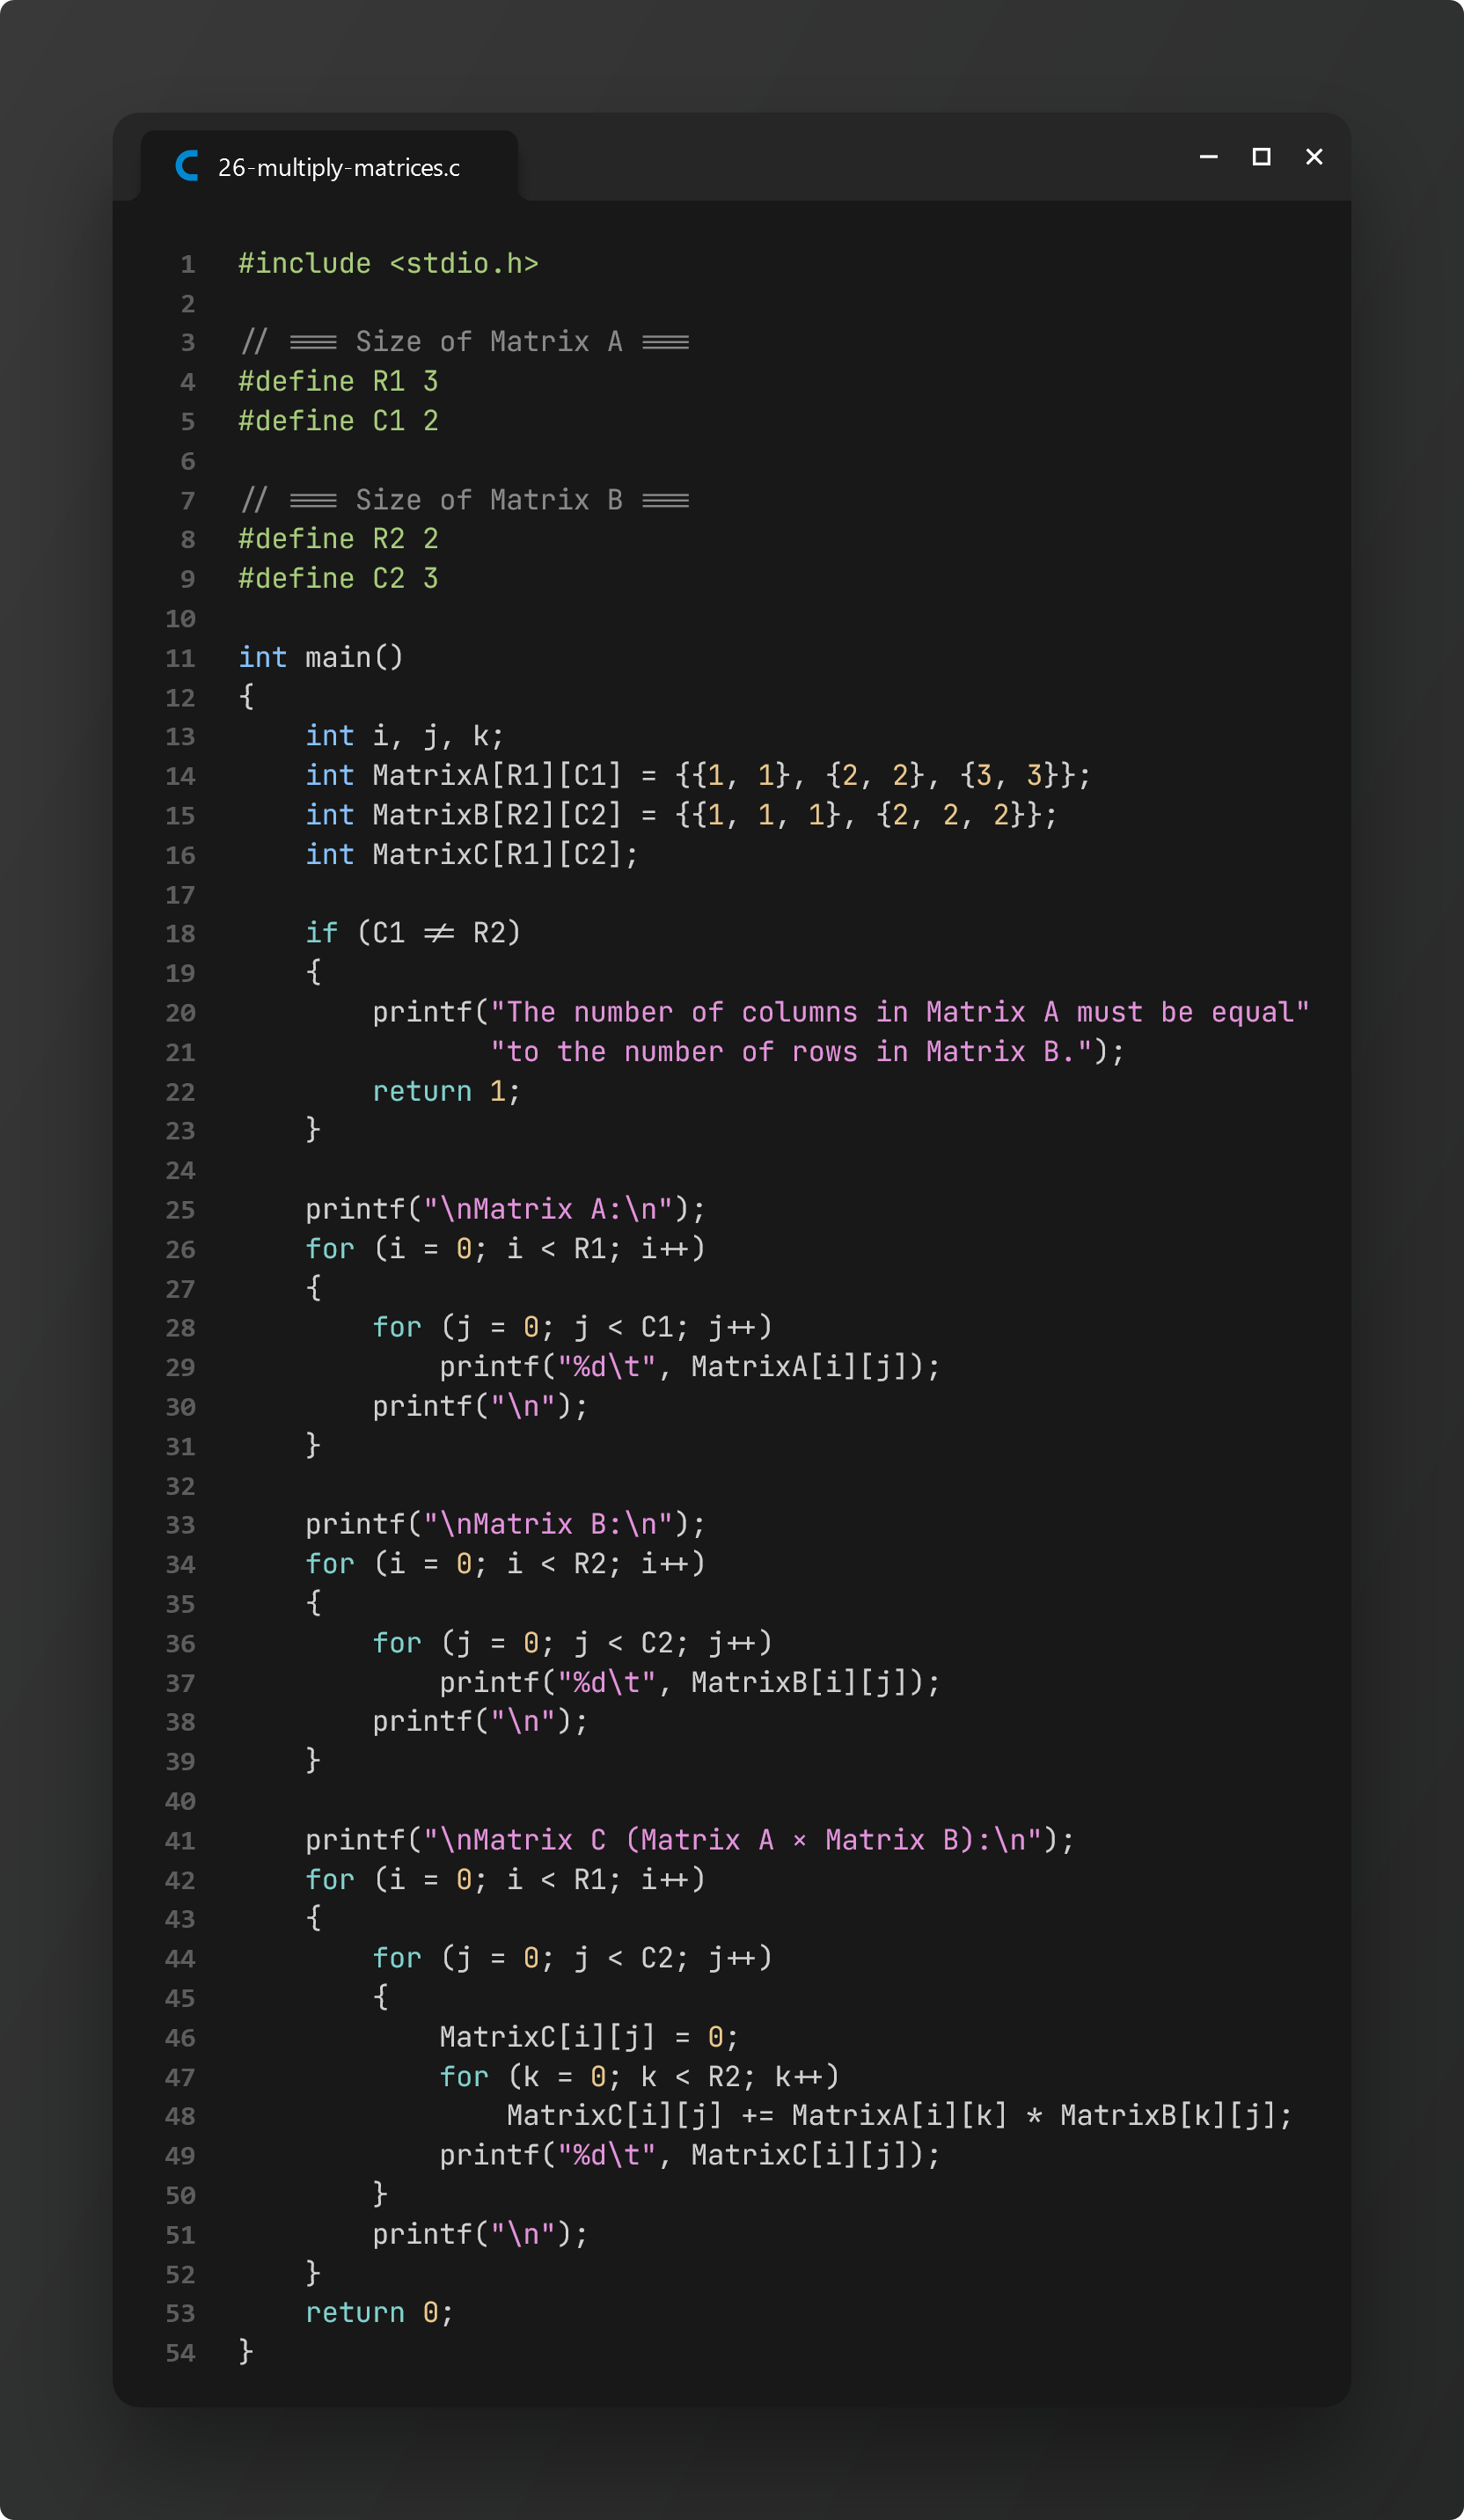 26-multiply-matrices.c
1 #include <stdio.h>
2
3 // === Size of Matrix A ===
4 #define R1 3
5 #define C1 2
6
7 // === Size of Matrix B ===
8 #define R2 2
9 #define C2 3
10
11 int main()
12 {
13     int i, j, k;
14     int MatrixA[R1][C1] = {{1, 1}, {2, 2}, {3, 3}};
15     int MatrixB[R2][C2] = {{1, 1, 1}, {2, 2, 2}};
16     int MatrixC[R1][C2];
17
18     if (C1 != R2)
19     {
20         printf("The number of columns in Matrix A must be equal"
21                "to the number of rows in Matrix B.");
22         return 1;
23     }
24
25     printf("\nMatrix A:\n");
26     for (i = 0; i < R1; i++)
27     {
28         for (j = 0; j < C1; j++)
29             printf("%d\t", MatrixA[i][j]);
30         printf("\n");
31     }
32
33     printf("\nMatrix B:\n");
34     for (i = 0; i < R2; i++)
35     {
36         for (j = 0; j < C2; j++)
37             printf("%d\t", MatrixB[i][j]);
38         printf("\n");
39     }
40
41     printf("\nMatrix C (Matrix A × Matrix B):\n");
42     for (i = 0; i < R1; i++)
43     {
44         for (j = 0; j < C2; j++)
45         {
46             MatrixC[i][j] = 0;
47             for (k = 0; k < R2; k++)
48                 MatrixC[i][j] += MatrixA[i][k] * MatrixB[k][j];
49             printf("%d\t", MatrixC[i][j]);
50         }
51         printf("\n");
52     }
53     return 0;
54 }